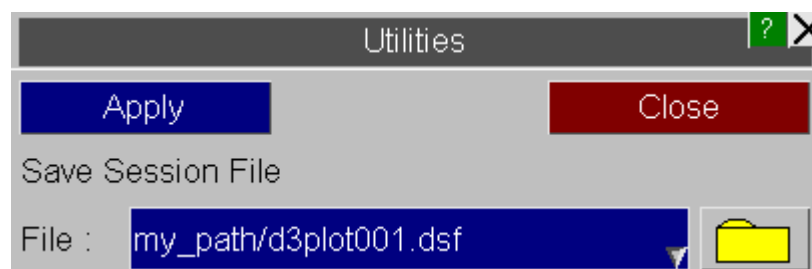 Utilities ? X
Apply Close
Save Session File
File : my_path/d3plot001.dsf